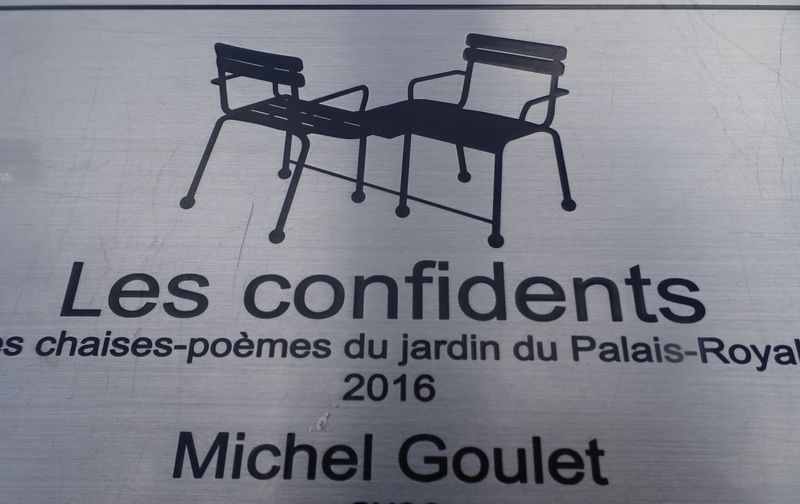 Les confidents
es chaises-poèmes du jardin du Palais-Royal
2016
Michel Goulet